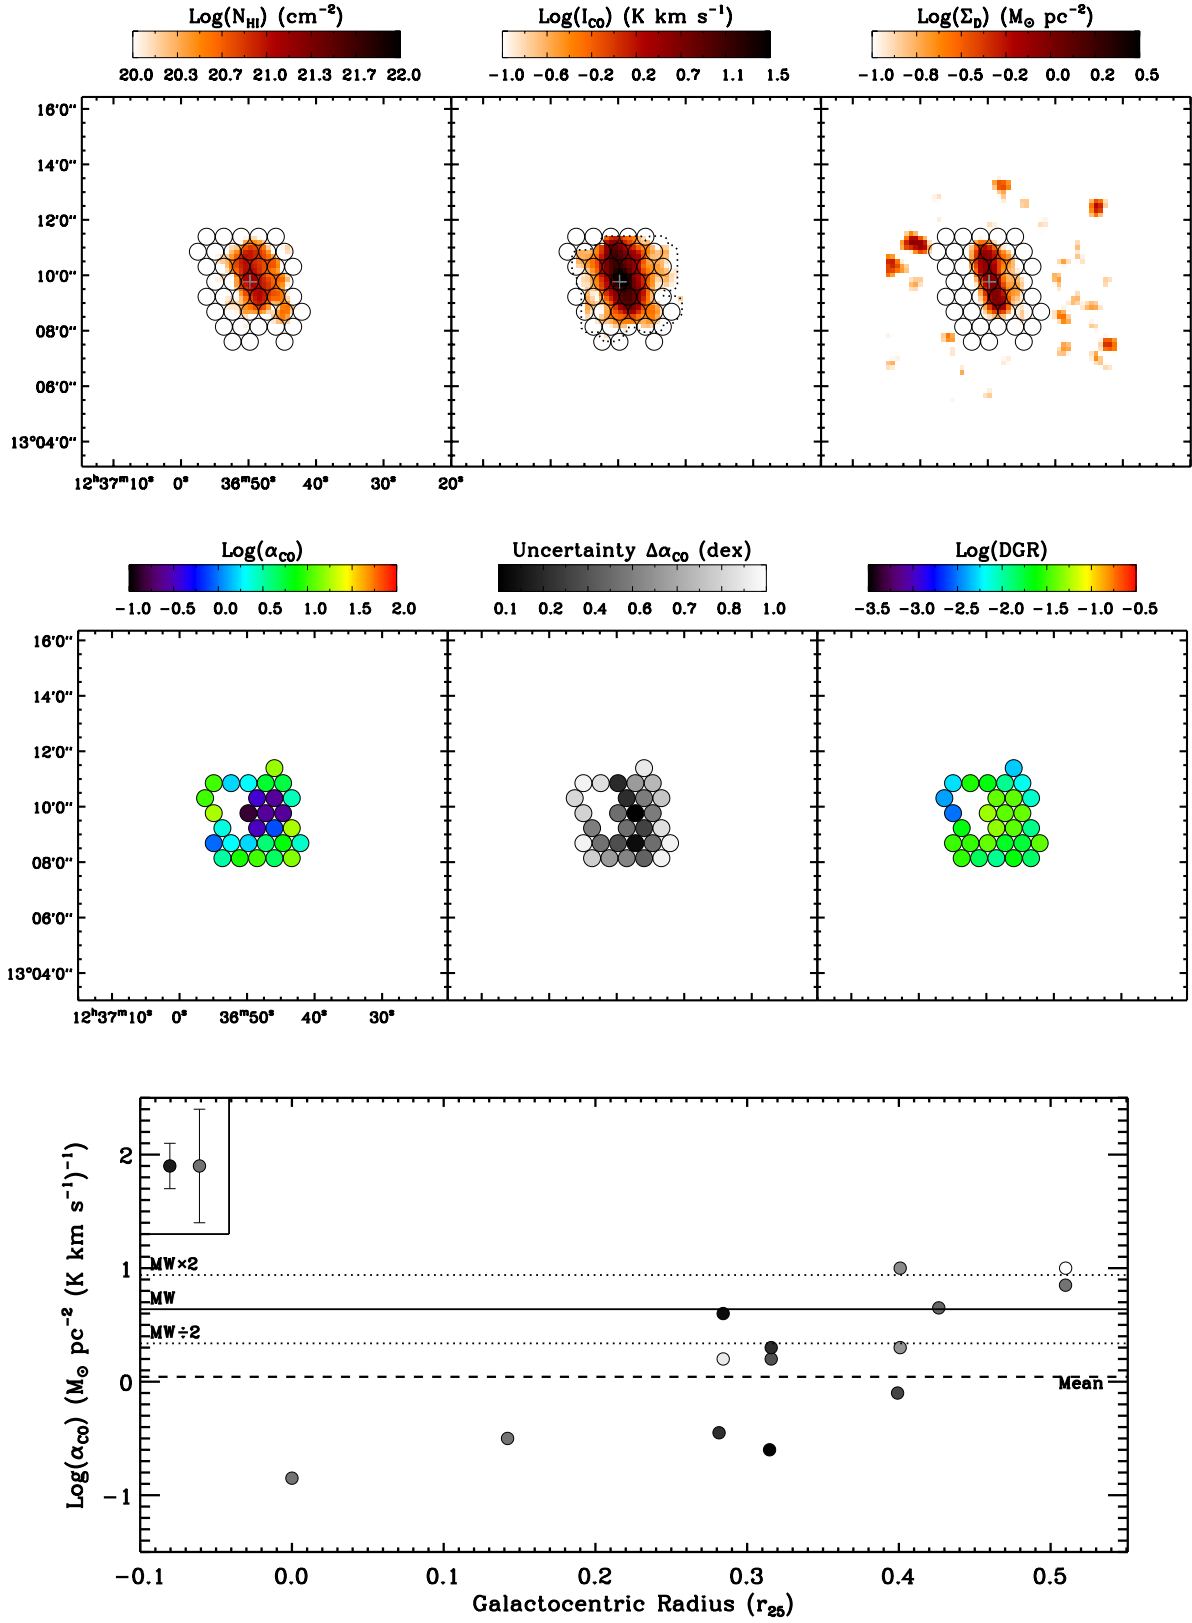 Log(N_HI) (cm⁻²) Log(I_CO) (K km s⁻¹) Log(Σ_D) (M⊙ pc⁻²)
20.0 20.3 20.7 21.0 21.3 21.7 22.0 −1.0 −0.6 −0.2 0.2 0.7 1.1 1.5 −1.0 −0.8 −0.5 −0.2 0.0 0.2 0.5
16'0"
14'0"
12'0"
10'0"
08'0"
06'0"
13°04'0"
12ʰ37ᵐ10ˢ 0ˢ 36ᵐ50ˢ 40ˢ 30ˢ 20ˢ
Log(α_CO) Uncertainty Δα_CO (dex) Log(DGR)
−1.0 −0.5 0.0 0.5 1.0 1.5 2.0 0.1 0.2 0.4 0.6 0.7 0.8 1.0 −3.5 −3.0 −2.5 −2.0 −1.5 −1.0 −0.5
16'0"
14'0"
12'0"
10'0"
08'0"
06'0"
13°04'0"
12ʰ37ᵐ10ˢ 0ˢ 36ᵐ50ˢ 40ˢ 30ˢ
Log(α_CO) (M⊙ pc⁻² (K km s⁻¹)⁻¹)
2
1
0
−1
MW×2
MW
MW÷2
Mean
−0.1 0.0 0.1 0.2 0.3 0.4 0.5
Galactocentric Radius (r₂₅)